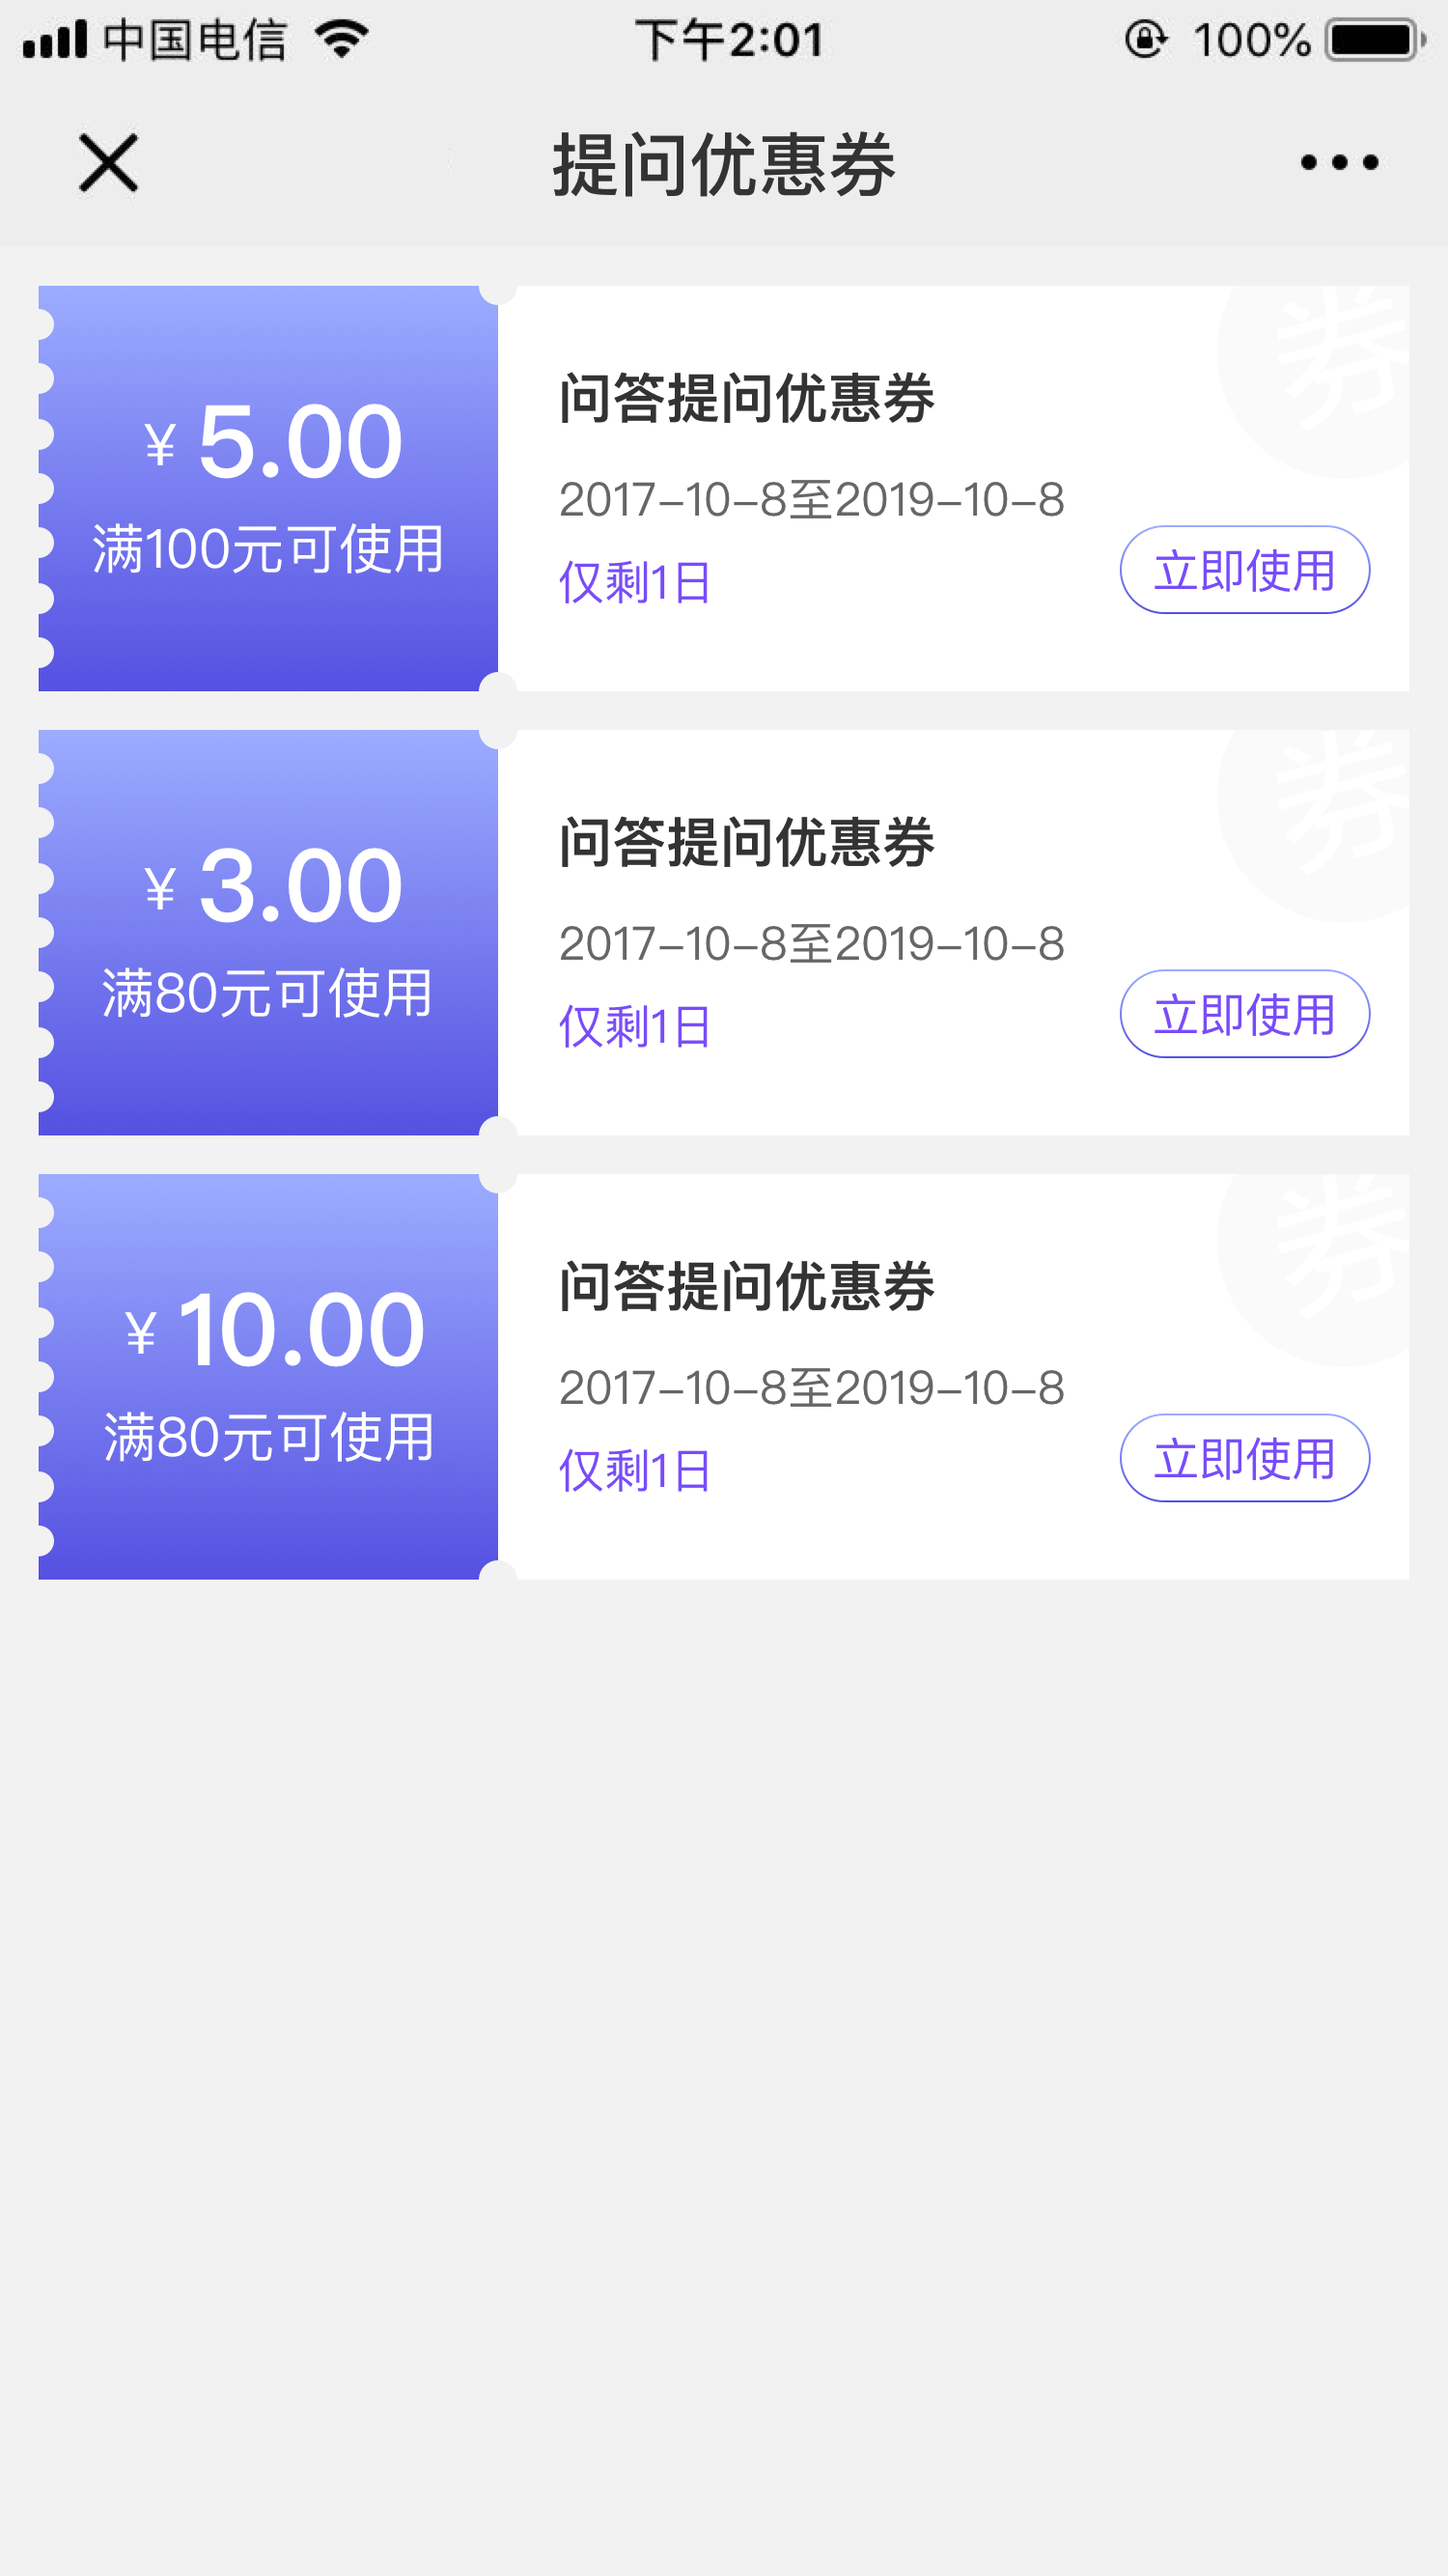 中国电信 下午2:01 100%
提问优惠券
券
¥ 5.00
满100元可使用
问答提问优惠券
2017-10-8至2019-10-8
仅剩1日
立即使用
券
¥ 3.00
满80元可使用
问答提问优惠券
2017-10-8至2019-10-8
仅剩1日
立即使用
券
¥ 10.00
满80元可使用
问答提问优惠券
2017-10-8至2019-10-8
仅剩1日
立即使用